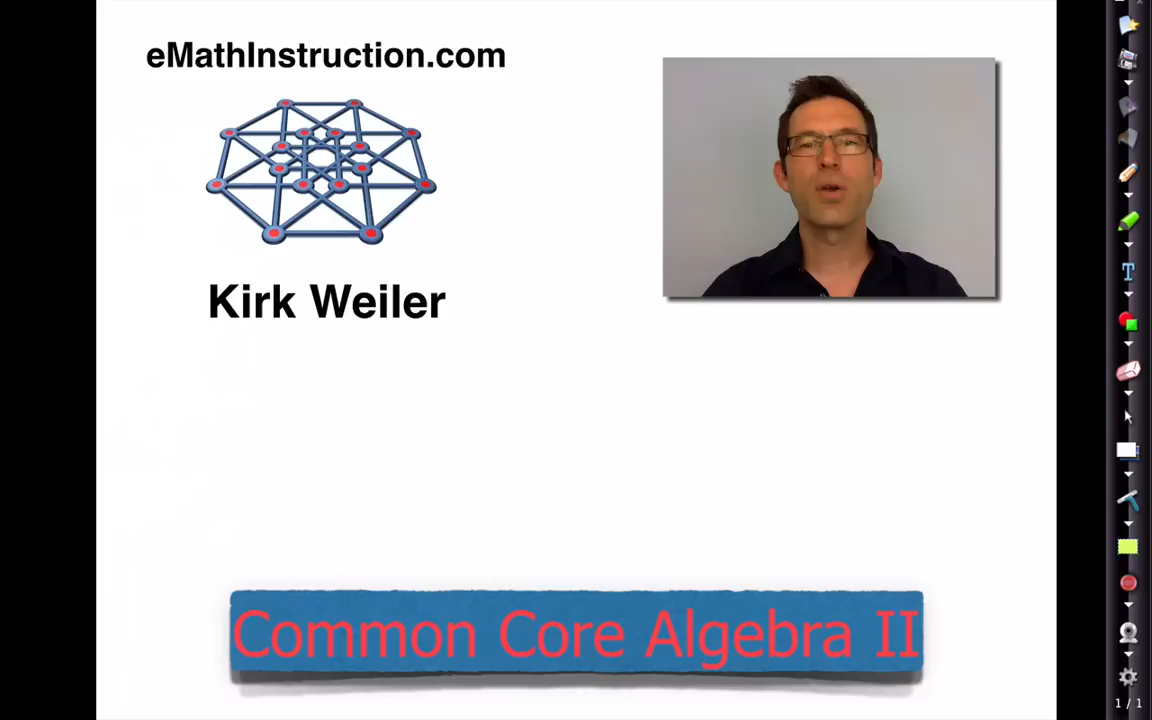 eMathInstruction.com
Kirk Weiler
Common Core Algebra II
T
1 / 1